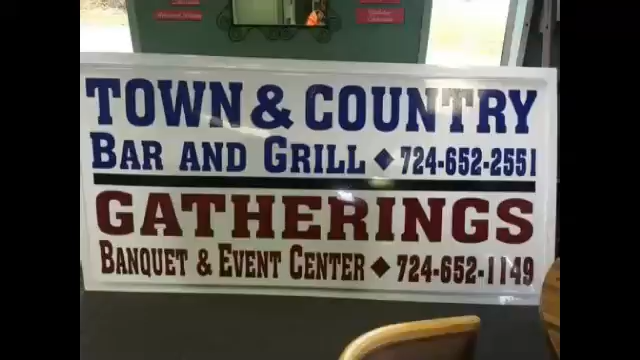 TOWN & COUNTRY
BAR AND GRILL ◆ 724-652-2551
GATHERINGS
BANQUET & EVENT CENTER ◆ 724-652-1149